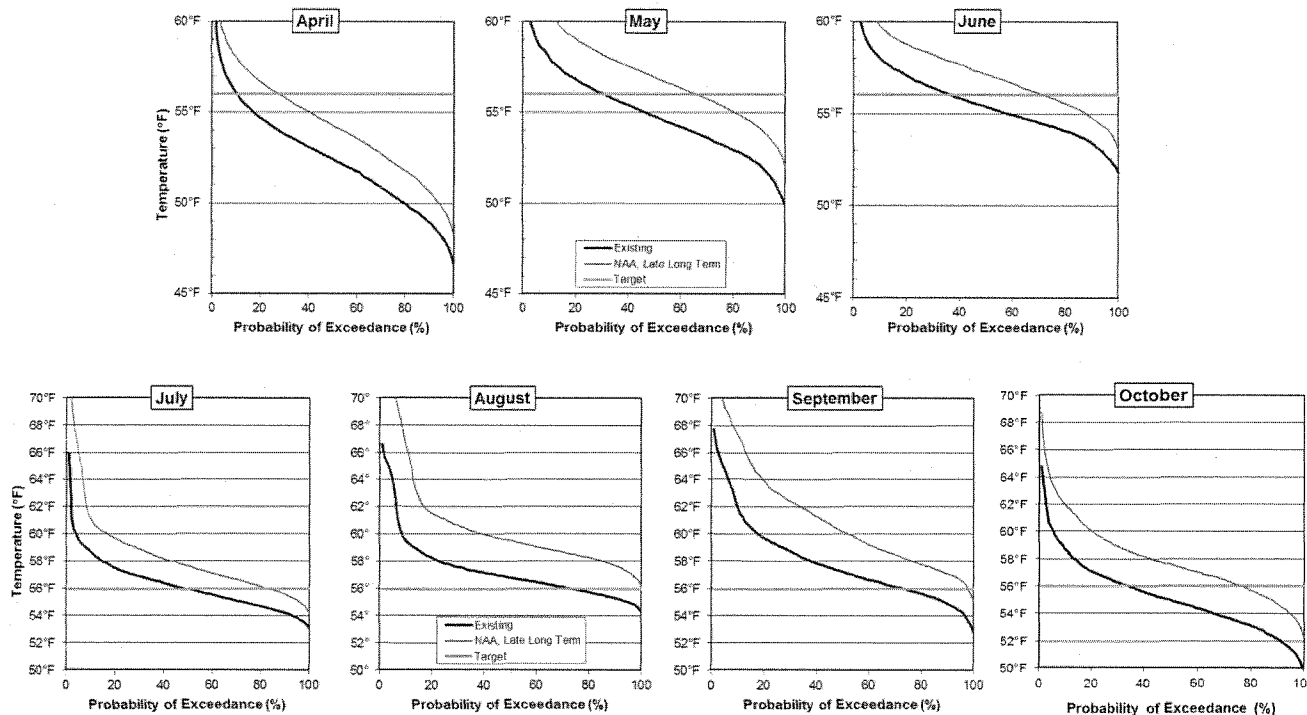 April
May
June
Temperature (°F)
60°F
55°F
50°F
45°F
60°F
55°F
50°F
45°F
60°F
55°F
50°F
45°F
Existing
NAA, Late Long Term
Target
0 20 40 60 80 100
0 20 40 60 80 100
0 20 40 60 80 100
Probability of Exceedance (%)
Probability of Exceedance (%)
Probability of Exceedance (%)
July
August
September
October
Temperature (°F)
70°F
68°F
66°F
64°F
62°F
60°F
58°F
56°F
54°F
52°F
50°F
70°
68°
66°
64°
62°
60°
58°
56°
54°
52°
50°
70°F
68°F
66°F
64°F
62°F
60°F
58°F
56°F
54°F
52°F
50°F
70°F
68°F
66°F
64°F
62°F
60°F
58°F
56°F
54°F
52°F
50°F
Existing
NAA, Late Long Term
Target
0 20 40 60 80 100
0 20 40 60 80 100
0 20 40 60 80 100
0 20 40 60 80 100
Probability of Exceedance (%)
Probability of Exceedance (%)
Probability of Exceedance (%)
Probability of Exceedance (%)